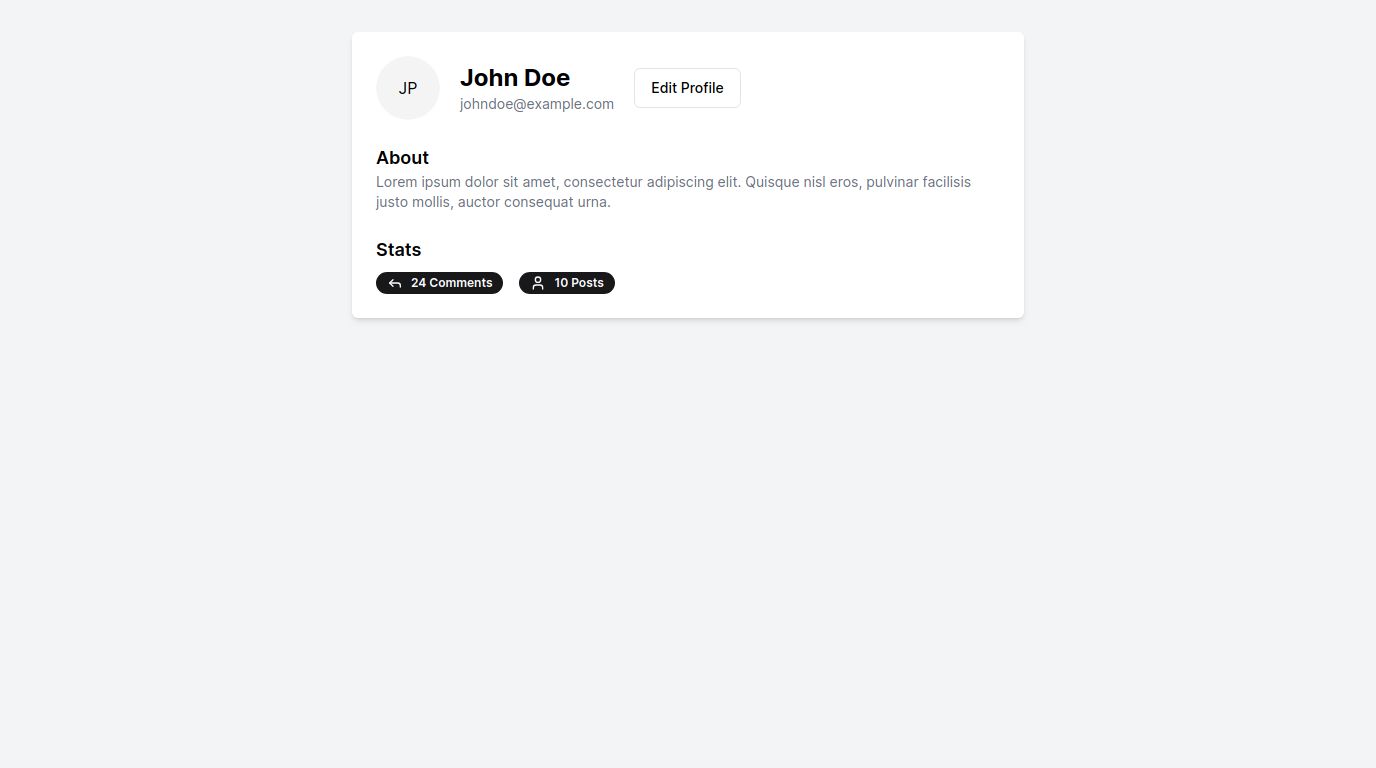 JP
John Doe
johndoe@example.com
Edit Profile
About
Lorem ipsum dolor sit amet, consectetur adipiscing elit. Quisque nisl eros, pulvinar facilisis
justo mollis, auctor consequat urna.
Stats
24 Comments
10 Posts